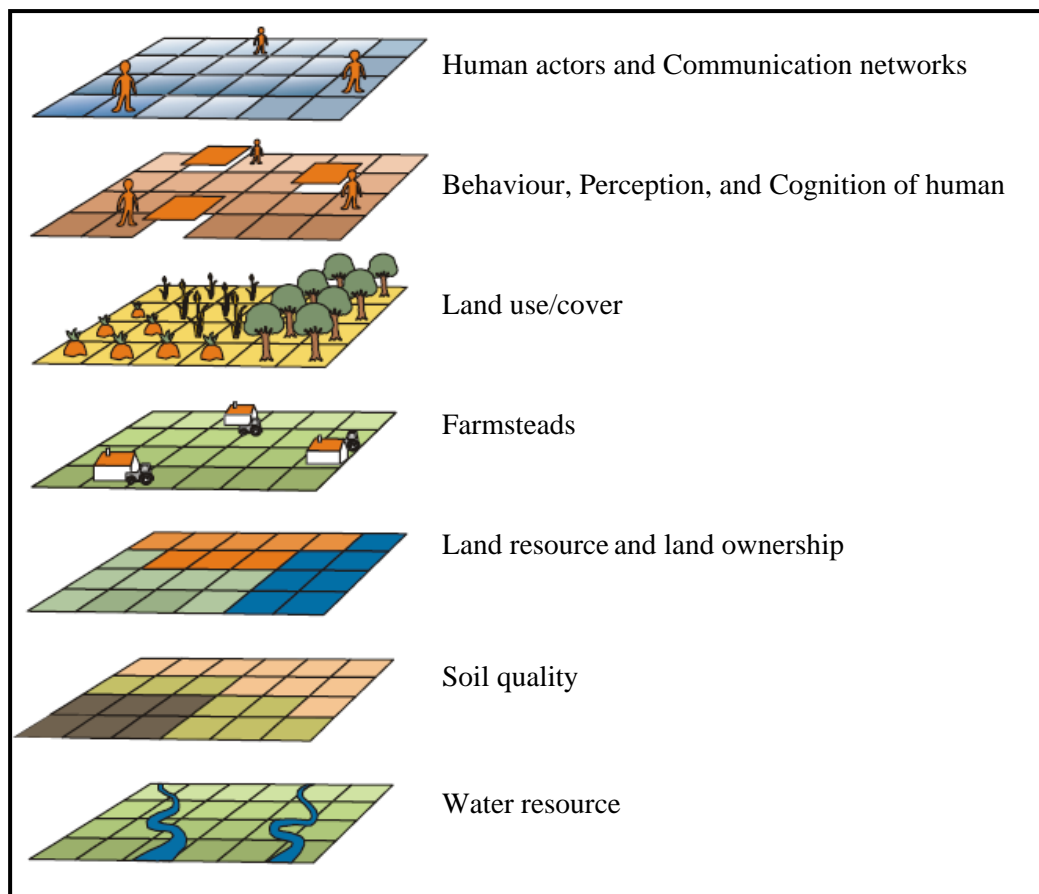 Human actors and Communication networks
Behaviour, Perception, and Cognition of human
Land use/cover
Farmsteads
Land resource and land ownership
Soil quality
Water resource